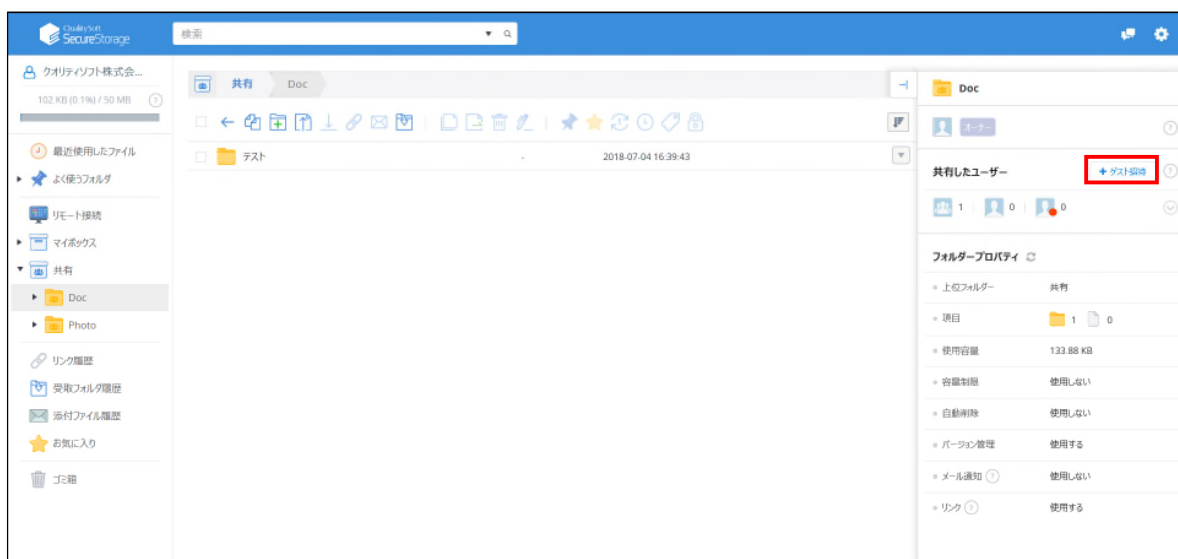 QualitySoft
SecureStorage
検索
クオリティソフト株式会...
102 KB (0.1%) / 50 MB ?
最近使用したファイル
よく使うフォルダ
リモート接続
マイボックス
共有
Doc
Photo
リンク履歴
受取フォルダ履歴
添付ファイル履歴
お気に入り
ゴミ箱
共有 Doc
テスト - 2018-07-04 16:39:43
Doc
オーナー ?
共有したユーザー + ゲスト招待 ?
1 0 0
フォルダープロパティ
上位フォルダー 共有
項目 1 0
使用容量 133.88 KB
容量制限 使用しない
自動削除 使用しない
バージョン管理 使用する
メール通知 ? 使用しない
リンク ? 使用する